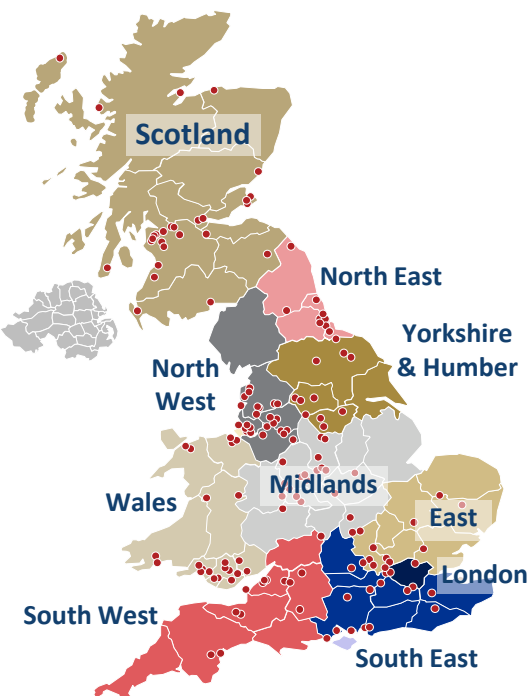 Scotland
North East
Yorkshire
& Humber
North
West
Midlands
Wales
East
London
South West
South East